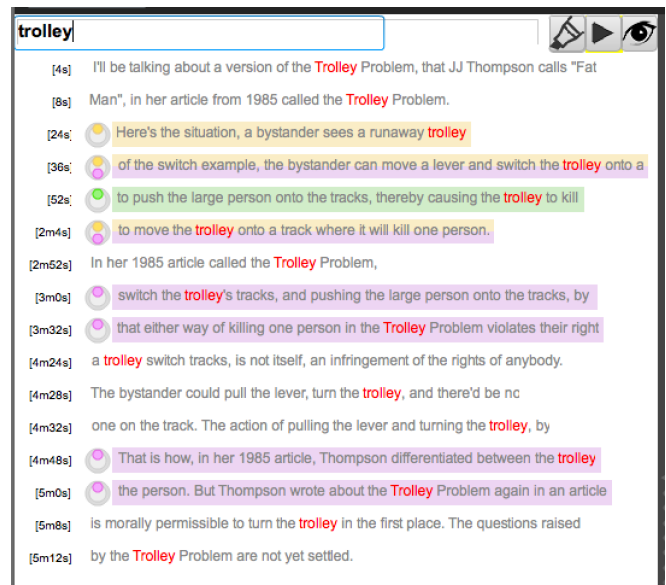 trolley
[4s] I'll be talking about a version of the Trolley Problem, that JJ Thompson calls "Fat
[8s] Man", in her article from 1985 called the Trolley Problem.
[24s] Here's the situation, a bystander sees a runaway trolley
[36s] of the switch example, the bystander can move a lever and switch the trolley onto a
[52s] to push the large person onto the tracks, thereby causing the trolley to kill
[2m4s] to move the trolley onto a track where it will kill one person.
[2m52s] In her 1985 article called the Trolley Problem,
[3m0s] switch the trolley's tracks, and pushing the large person onto the tracks, by
[3m32s] that either way of killing one person in the Trolley Problem violates their right
[4m24s] a trolley switch tracks, is not itself, an infringement of the rights of anybody.
[4m28s] The bystander could pull the lever, turn the trolley, and there'd be no
[4m32s] one on the track. The action of pulling the lever and turning the trolley, by
[4m48s] That is how, in her 1985 article, Thompson differentiated between the trolley
[5m0s] the person. But Thompson wrote about the Trolley Problem again in an article
[5m8s] is morally permissible to turn the trolley in the first place. The questions raised
[5m12s] by the Trolley Problem are not yet settled.